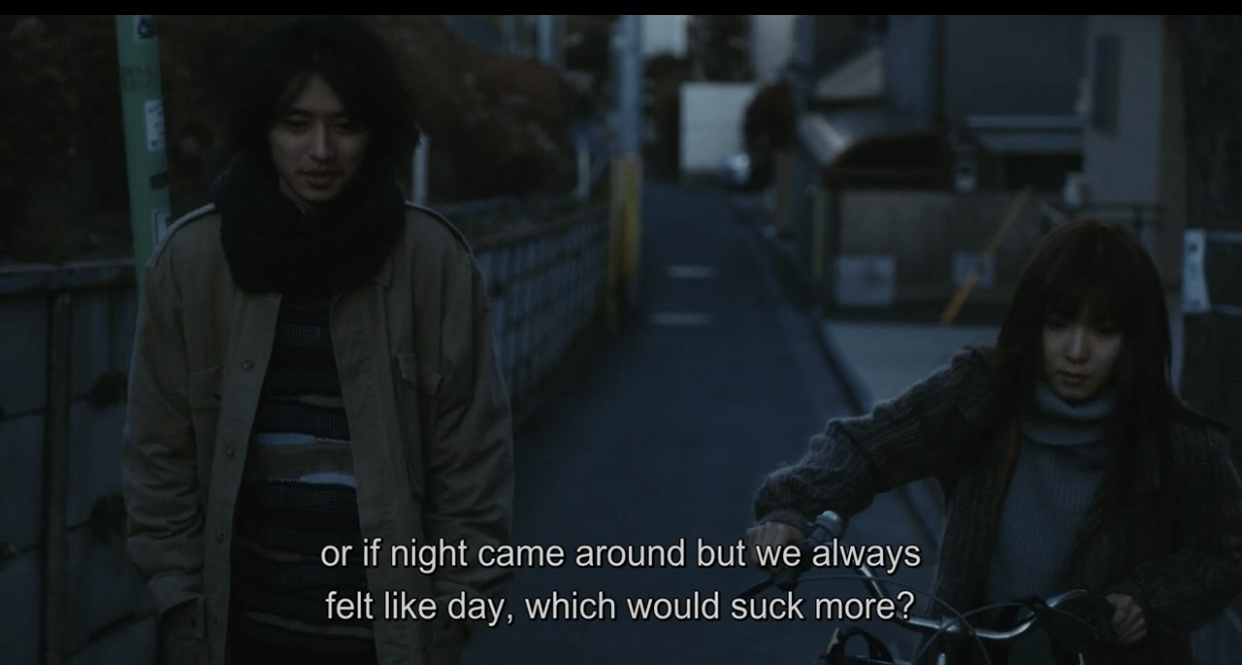 or if night came around but we always
felt like day, which would suck more?